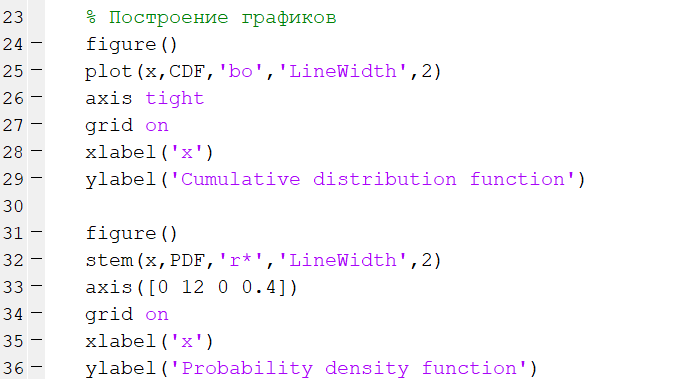 23 % Построение графиков
24 — figure()
25 — plot(x,CDF,'bo','LineWidth',2)
26 — axis tight
27 — grid on
28 — xlabel('x')
29 — ylabel('Cumulative distribution function')
30
31 — figure()
32 — stem(x,PDF,'r*','LineWidth',2)
33 — axis([0 12 0 0.4])
34 — grid on
35 — xlabel('x')
36 — ylabel('Probability density function')